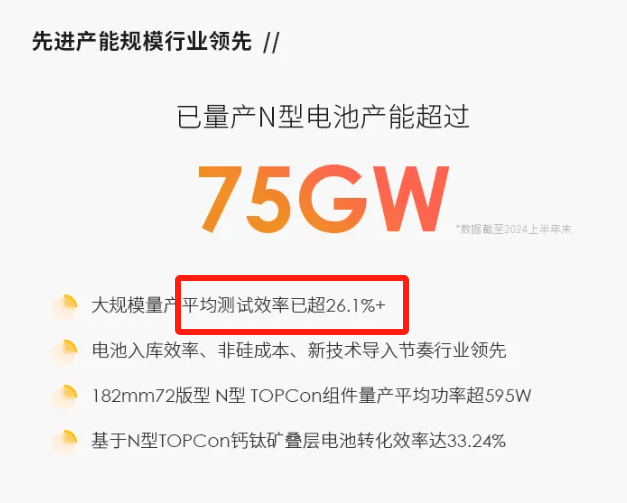 先进产能规模行业领先 //
已量产N型电池产能超过
75GW
*数据截至2024上半年末
大规模量产平均测试效率已超26.1%+
电池入库效率、非硅成本、新技术导入节奏行业领先
182mm72版型 N型 TOPCon组件量产平均功率超595W
基于N型TOPCon钙钛矿叠层电池转化效率达33.24%